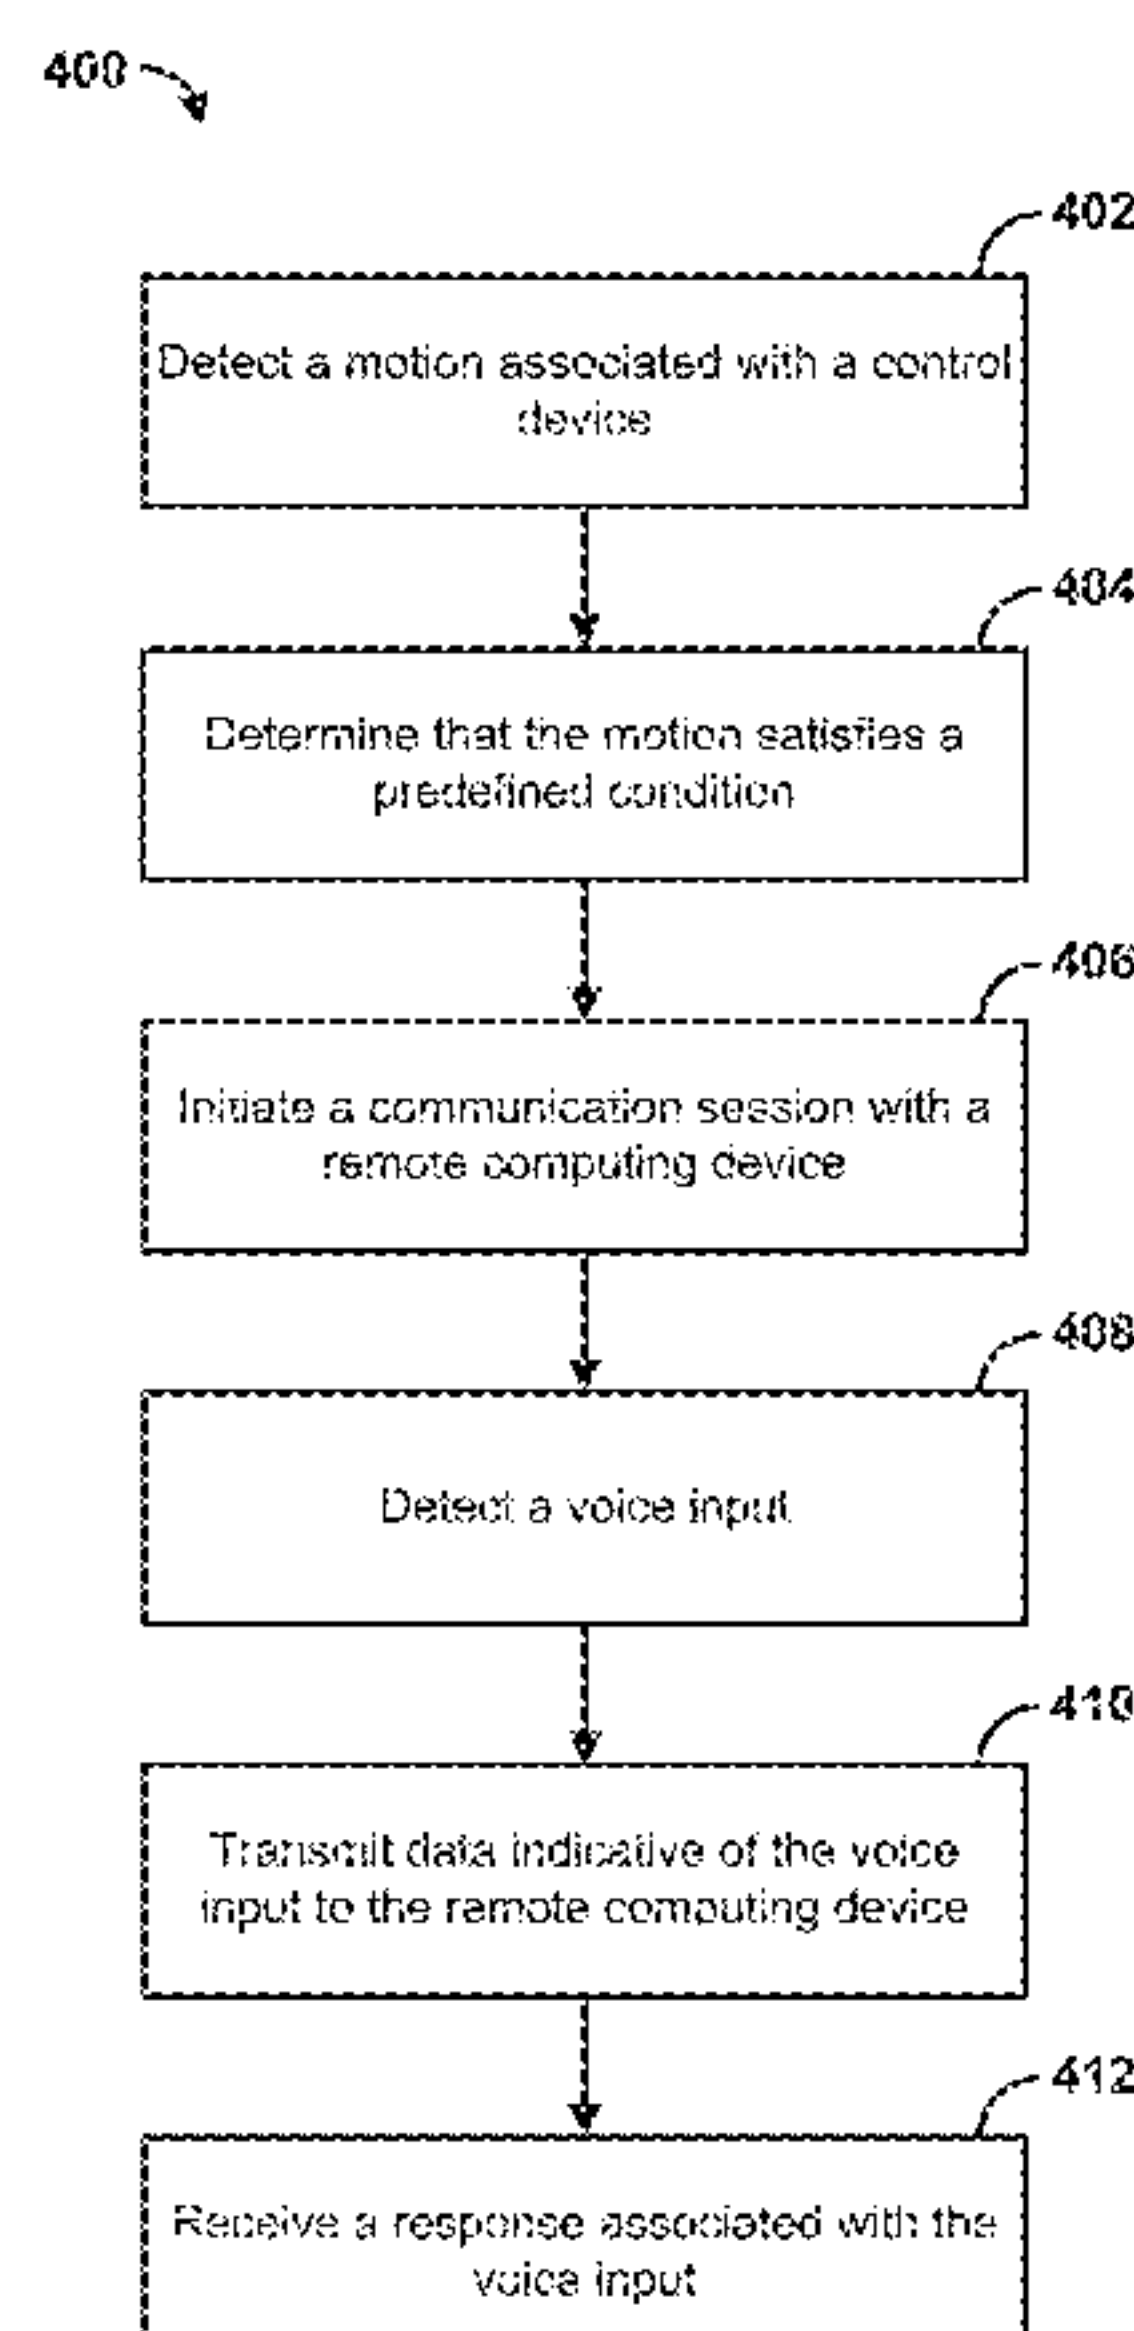 400
402
Detect a motion associated with a control
device
404
Determine that the motion satisfies a
predefined condition
406
Initiate a communication session with a
remote computing device
408
Detect a voice input
410
Transmit data indicative of the voice
input to the remote computing device
412
Receive a response associated with the
voice input